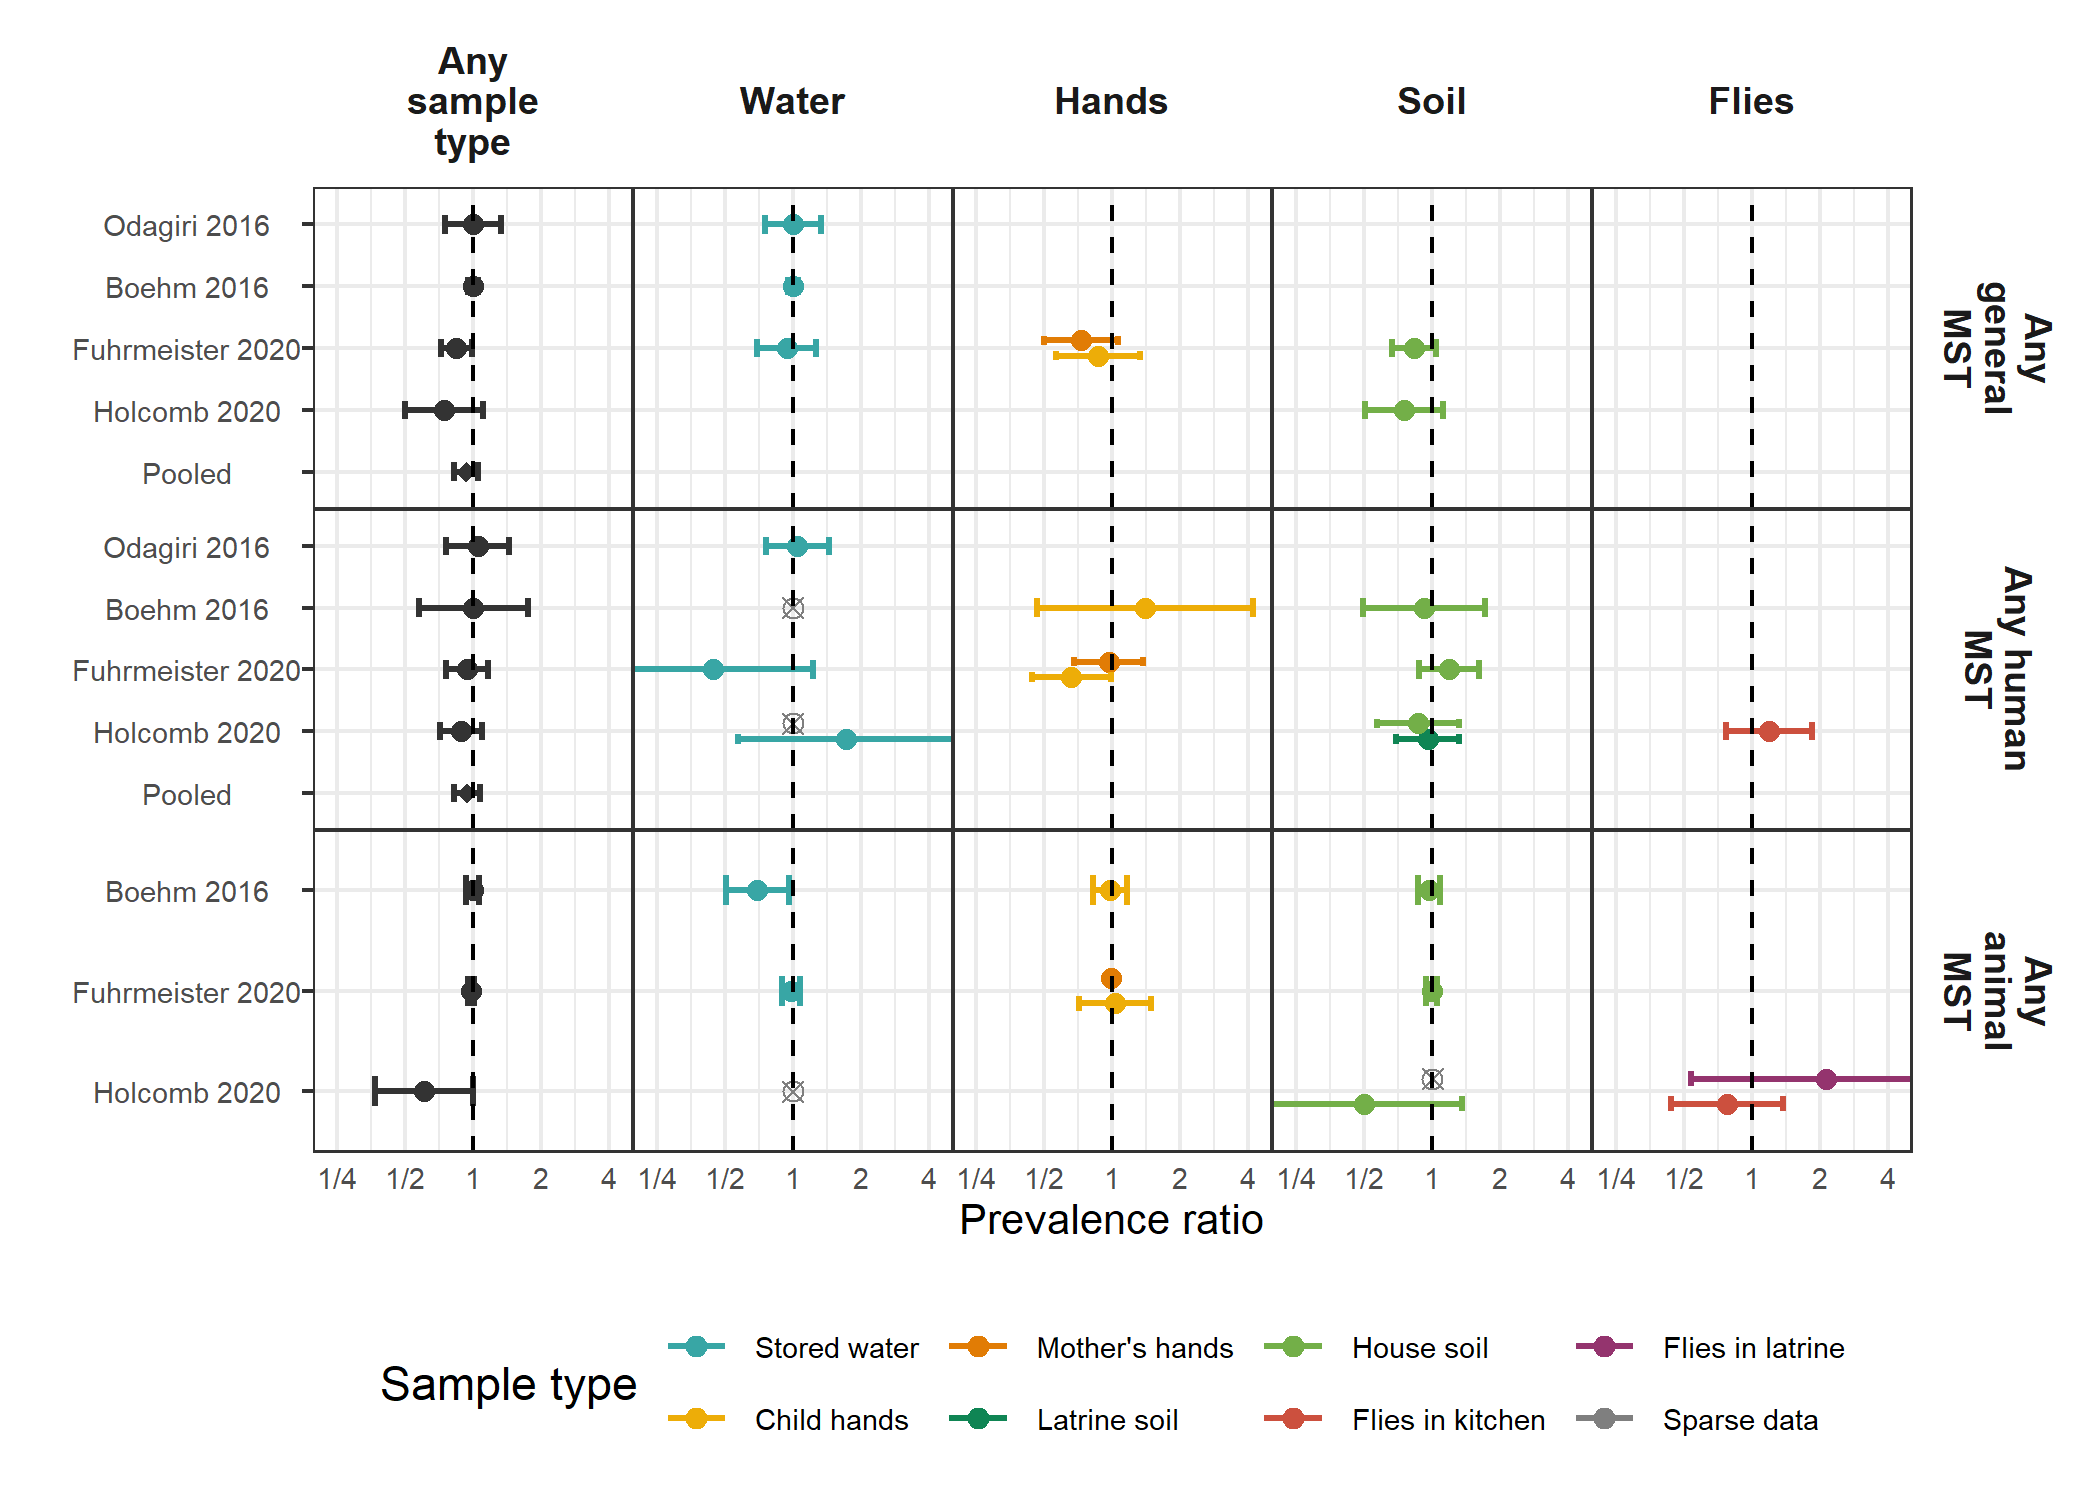 Any
sample
type
Water
Hands
Soil
Flies
Odagiri 2016
Boehm 2016
Fuhrmeister 2020
Holcomb 2020
Pooled
Any
general
MST
Odagiri 2016
Boehm 2016
Fuhrmeister 2020
Holcomb 2020
Pooled
Any human
MST
Boehm 2016
Fuhrmeister 2020
Holcomb 2020
Any
animal
MST
1/4 1/2 1 2 4 1/4 1/2 1 2 4 1/4 1/2 1 2 4 1/4 1/2 1 2 4 1/4 1/2 1 2 4
Prevalence ratio
Sample type
Stored water
Mother's hands
House soil
Flies in latrine
Child hands
Latrine soil
Flies in kitchen
Sparse data